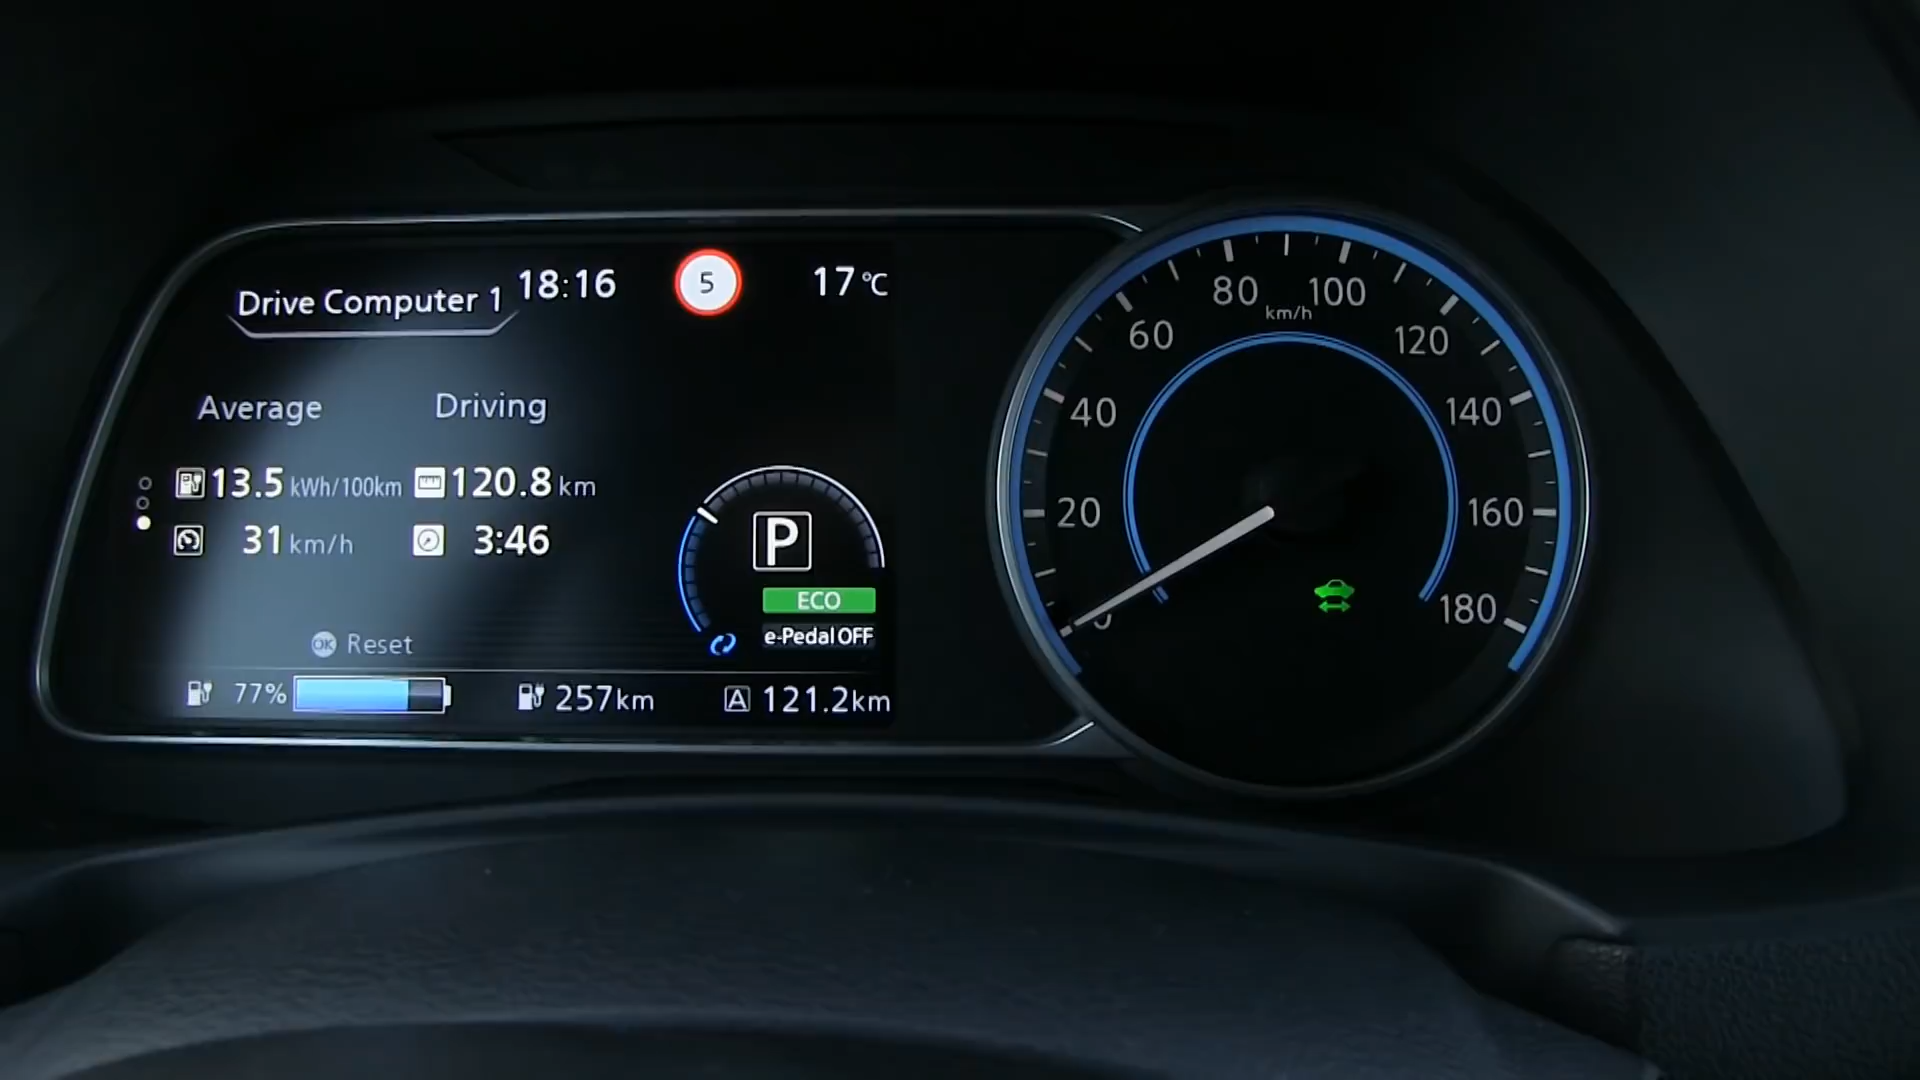 Drive Computer 1 18:16 5 17 °C
Average Driving
13.5 kWh/100km 120.8 km
31 km/h 3:46
P
ECO
e-Pedal OFF
OK Reset
77% 257km A 121.2km
0 20 40 60 80 100 120 140 160 180
km/h